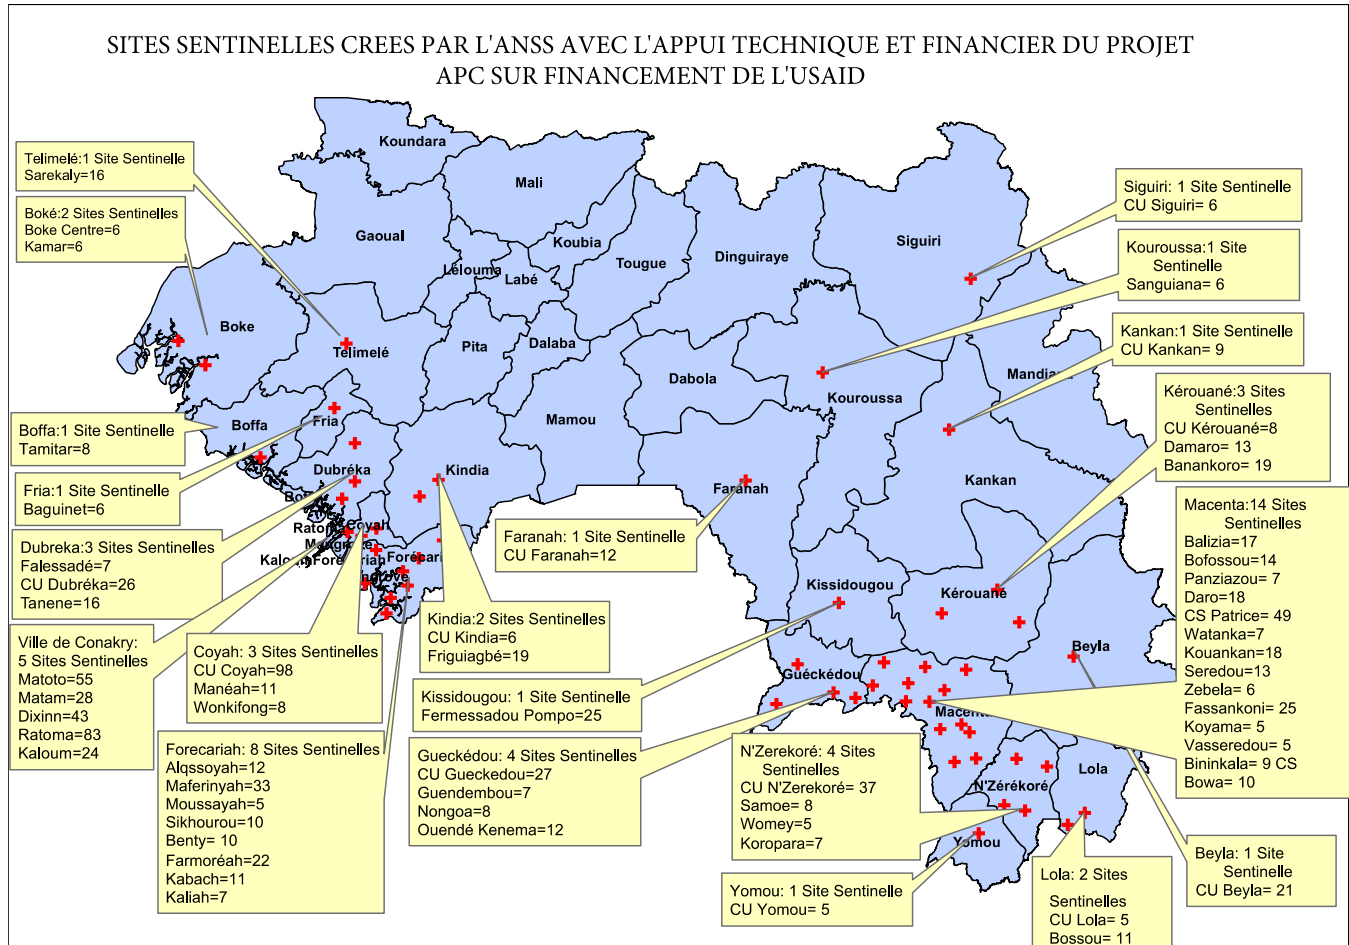 SITES SENTINELLES CREES PAR L'ANSS AVEC L'APPUI TECHNIQUE ET FINANCIER DU PROJET
APC SUR FINANCEMENT DE L'USAID
Telimelé:1 Site Sentinelle
Sarekaly=16
Boké:2 Sites Sentinelles
Boke Centre=6
Kamar=6
Boffa:1 Site Sentinelle
Tamitar=8
Fria:1 Site Sentinelle
Baguinet=6
Dubreka:3 Sites Sentinelles
Falessadé=7
CU Dubréka=26
Tanene=16
Ville de Conakry:
5 Sites Sentinelles
Matoto=55
Matam=28
Dixinn=43
Ratoma=83
Kaloum=24
Coyah: 3 Sites Sentinelles
CU Coyah=98
Manéah=11
Wonkifong=8
Forecariah: 8 Sites Sentinelles
Alqssoyah=12
Maferinyah=33
Moussayah=5
Sikhourou=10
Benty= 10
Farmoréah=22
Kabach=11
Kaliah=7
Kindia:2 Sites Sentinelles
CU Kindia=6
Friguiagbé=19
Faranah: 1 Site Sentinelle
CU Faranah=12
Kissidougou: 1 Site Sentinelle
Fermessadou Pompo=25
Gueckédou: 4 Sites Sentinelles
CU Gueckedou=27
Guendembou=7
Nongoa=8
Ouendé Kenema=12
N'Zerekoré: 4 Sites
Sentinelles
CU N'Zerekoré= 37
Samoe= 8
Womey=5
Koropara=7
Yomou: 1 Site Sentinelle
CU Yomou= 5
Lola: 2 Sites
Sentinelles
CU Lola= 5
Bossou= 11
Beyla: 1 Site
Sentinelle
CU Beyla= 21
Siguiri: 1 Site Sentinelle
CU Siguiri= 6
Kouroussa:1 Site
Sentinelle
Sanguiana= 6
Kankan:1 Site Sentinelle
CU Kankan= 9
Kérouané:3 Sites
Sentinelles
CU Kérouané=8
Damaro= 13
Banankoro= 19
Macenta:14 Sites
Sentinelles
Balizia=17
Bofossou=14
Panziazou= 7
Daro=18
CS Patrice= 49
Watanka=7
Kouankan=18
Seredou=13
Zebela= 6
Fassankoni= 25
Koyama= 5
Vasseredou= 5
Bininkala= 9 CS
Bowa= 10
Koundara
Mali
Gaoual
Koubia
Lélouma
Labé
Tougue
Dinguiraye
Siguiri
Boke
Télimelé
Pita
Dalaba
Dabola
Mandiana
Kouroussa
Mamou
Boffa
Fria
Dubréka
Kindia
Faranah
Kankan
Coyah
Kissidougou
Kérouané
Beyla
Guéckédou
Macenta
N'Zérékoré
Lola
Yomou